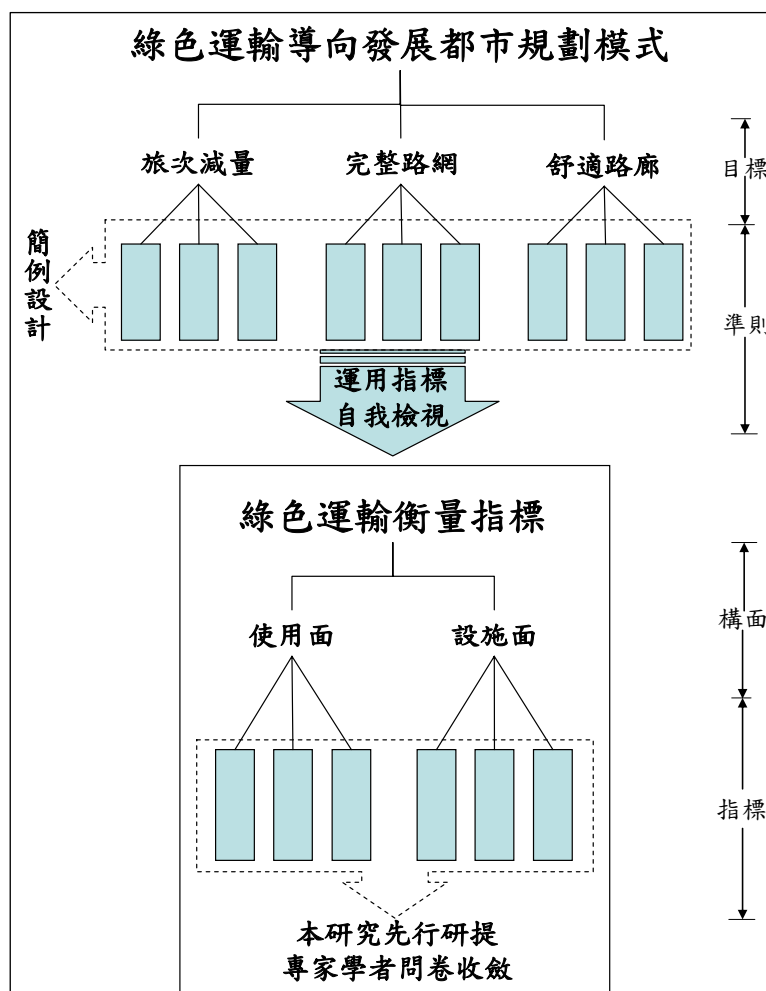 綠色運輸導向發展都市規劃模式
旅次減量
完整路網
舒適路廊
目標
簡例設計
準則
運用指標
自我檢視
綠色運輸衡量指標
使用面
設施面
構面
指標
本研究先行研提
專家學者問卷收斂